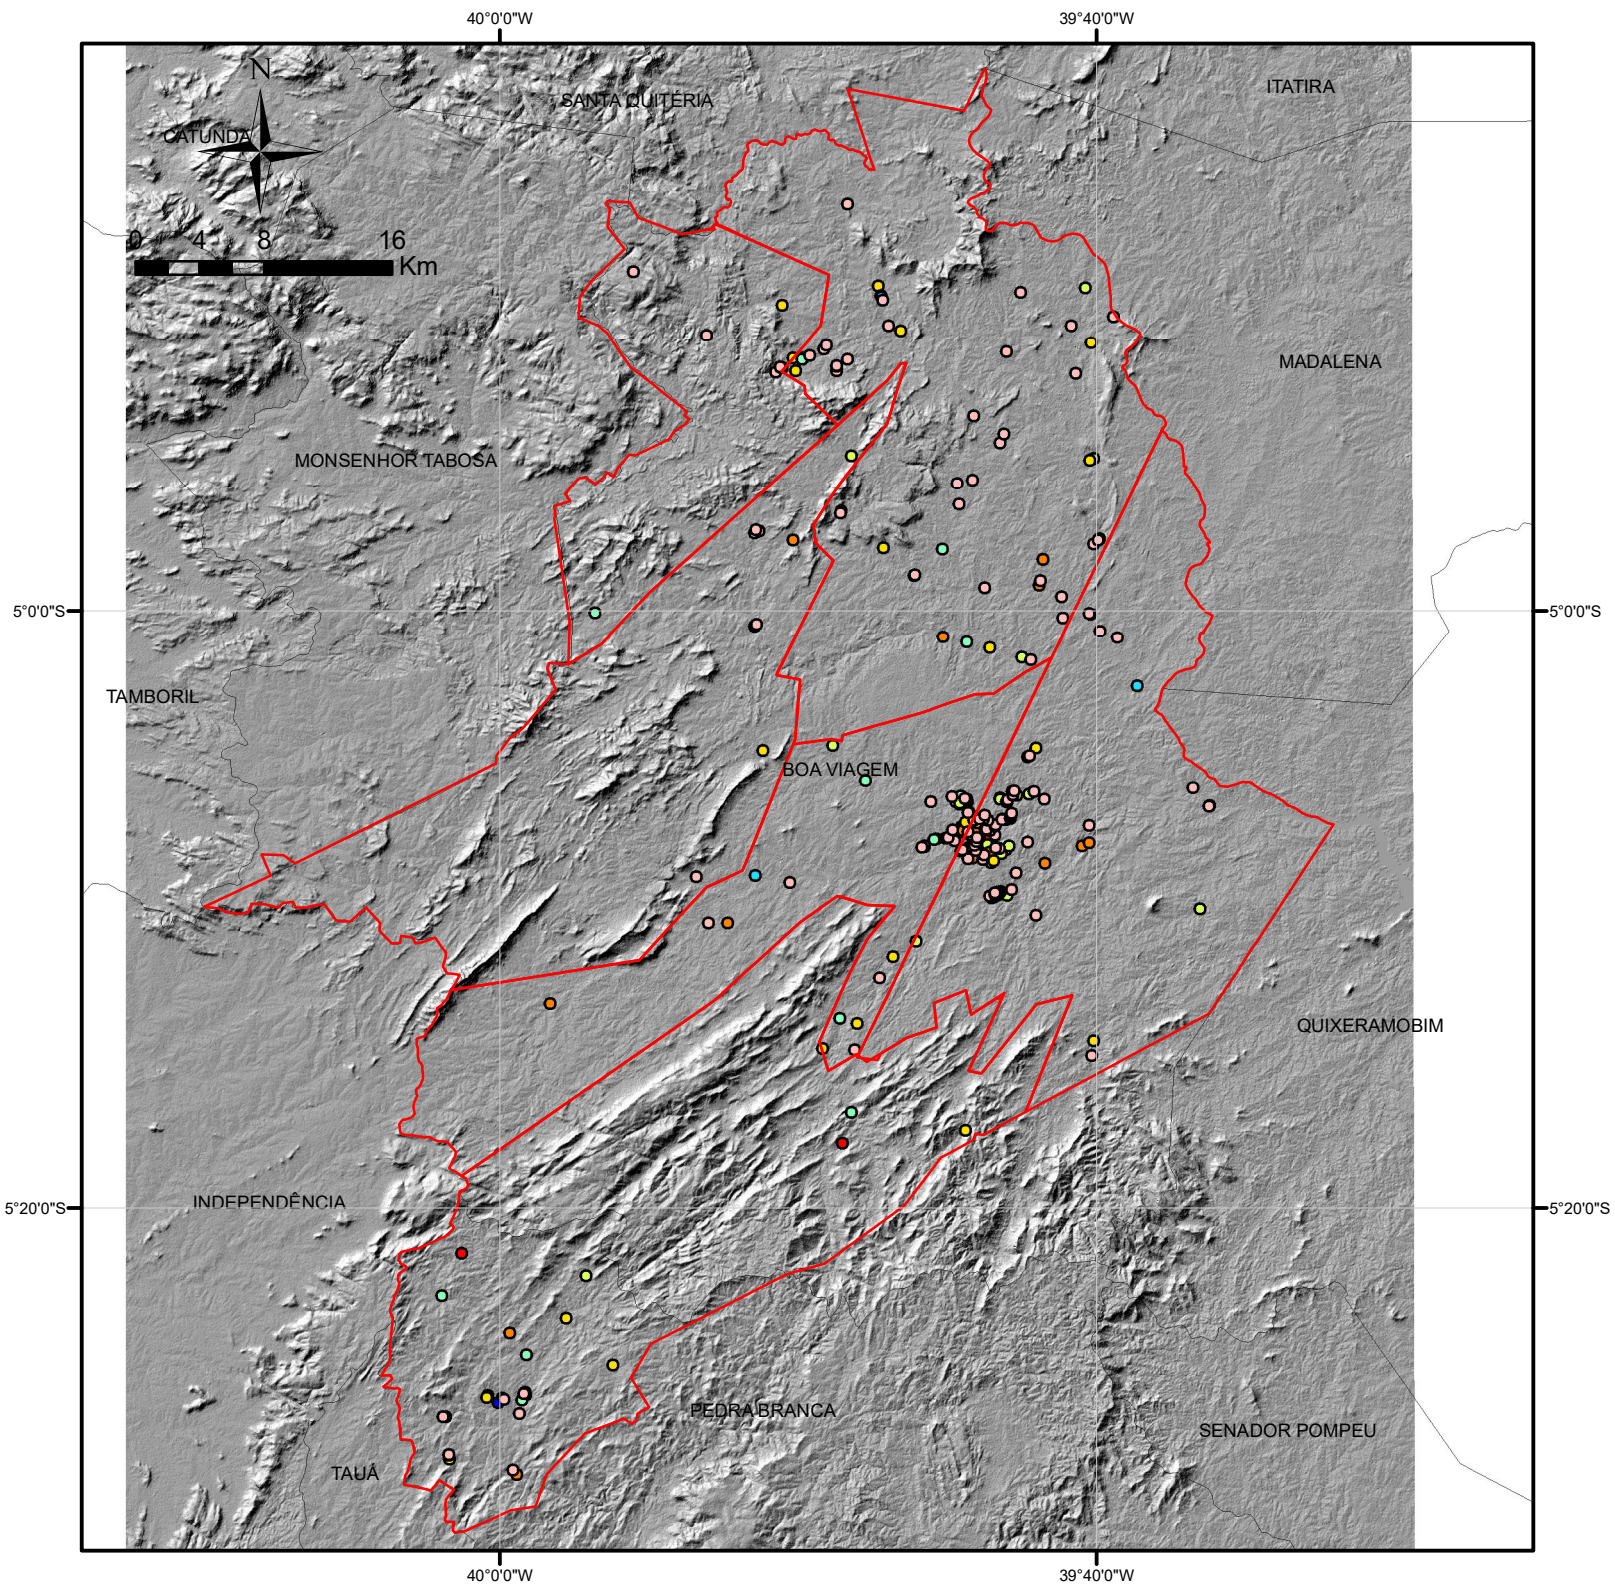 40°0'0"W
39°40'0"W
N
ITATIRA
SANTA QUITÉRIA
CATUNDA
0 4 8 16
Km
MADALENA
MONSENHOR TABOSA
5°0'0"S
5°0'0"S
TAMBORIL
BOA VIAGEM
QUIXERAMOBIM
INDEPENDÊNCIA
5°20'0"S
5°20'0"S
PEDRA BRANCA
SENADOR POMPEU
TAUÁ
40°0'0"W
39°40'0"W